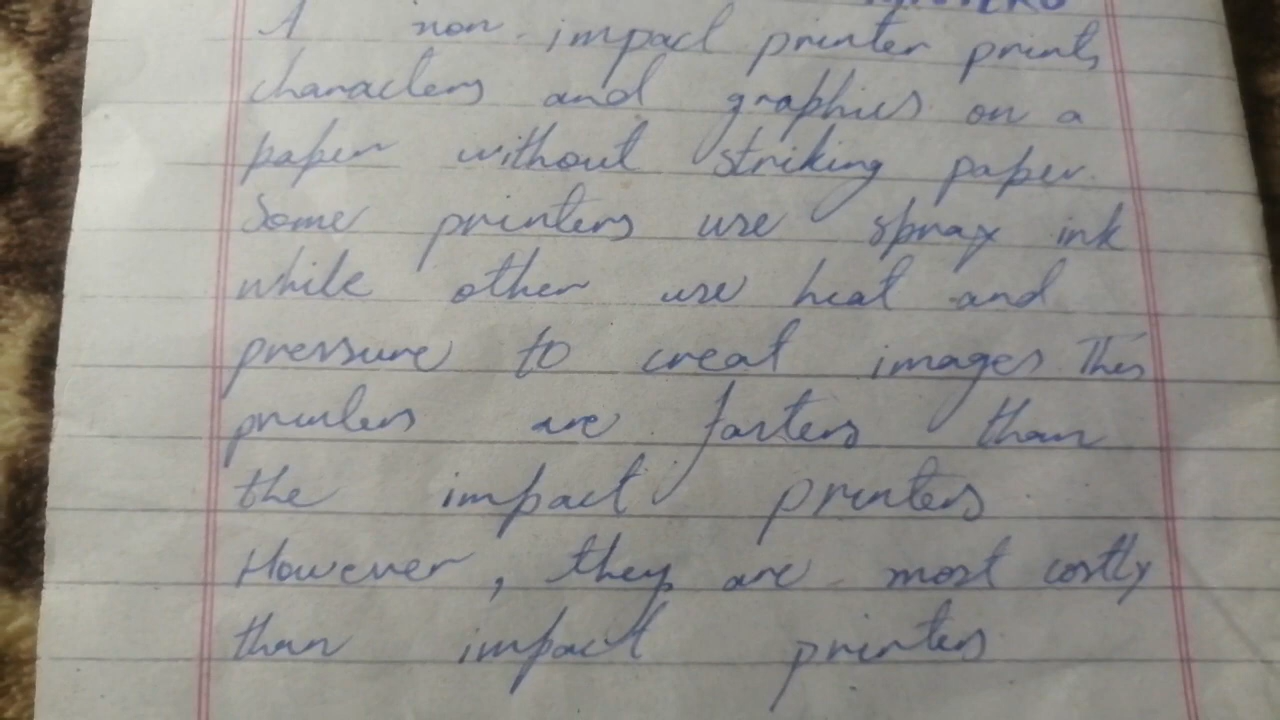 A non-impact printer prints
characters and graphics on a
paper without striking paper.
Some printers use spray ink
while other use heat and
pressure to creat images. This
printers are fasters than
the impact printers.
However, they are most costly
than impact printers